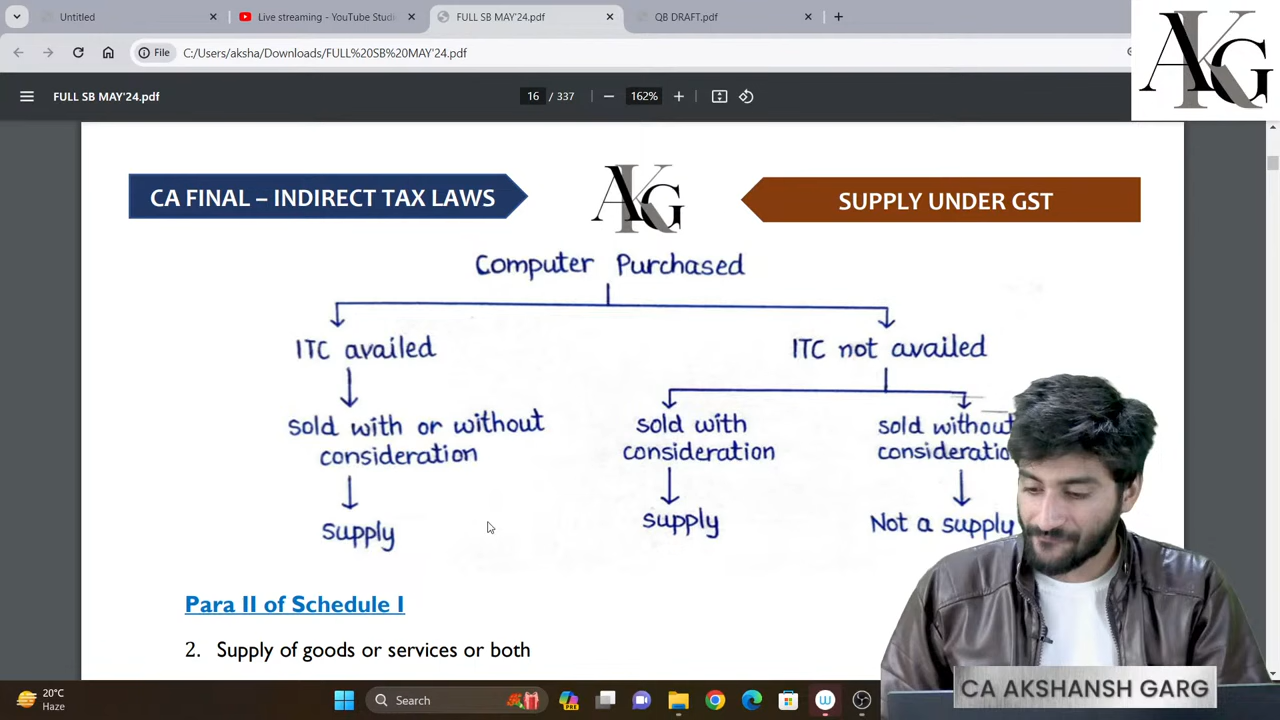 Untitled
Live streaming - YouTube Studi
FULL SB MAY'24.pdf
QB DRAFT.pdf
File
C:/Users/aksha/Downloads/FULL%20SB%20MAY'24.pdf
AKG
FULL SB MAY'24.pdf
16 / 337
162%
CA FINAL – INDIRECT TAX LAWS
AKG
SUPPLY UNDER GST
Computer Purchased
ITC availed
ITC not availed
sold with or without
consideration
sold with
consideration
sold without
consideratio
supply
supply
Not a supply
Para II of Schedule I
2. Supply of goods or services or both
CA AKSHANSH GARG
20°C
Haze
Search